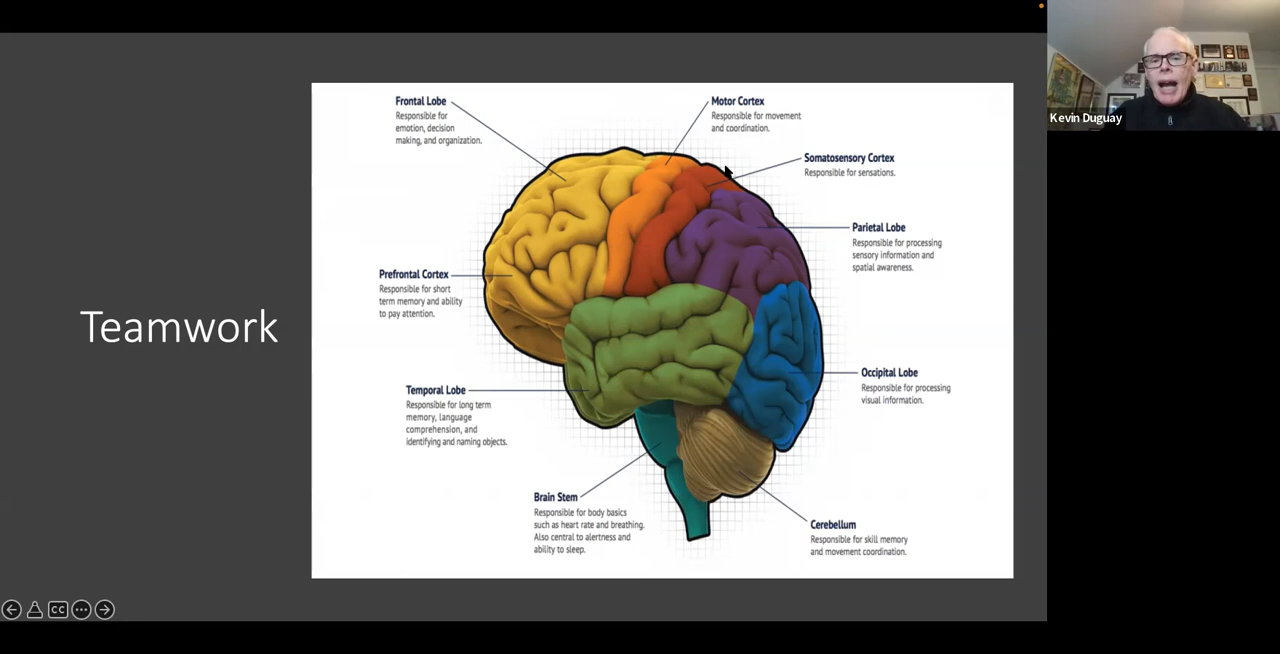 Teamwork
Frontal Lobe
Responsible for
emotion, decision
making, and organization.
Motor Cortex
Responsible for movement
and coordination.
Somatosensory Cortex
Responsible for sensations.
Parietal Lobe
Responsible for processing
sensory information and
spatial awareness.
Prefrontal Cortex
Responsible for short
term memory and ability
to pay attention.
Occipital Lobe
Responsible for processing
visual information.
Temporal Lobe
Responsible for long term
memory, language
comprehension, and
identifying and naming objects.
Brain Stem
Responsible for body basics
such as heart rate and breathing.
Also central to alertness and
ability to sleep.
Cerebellum
Responsible for skill memory
and movement coordination.
Kevin Duguay
CC